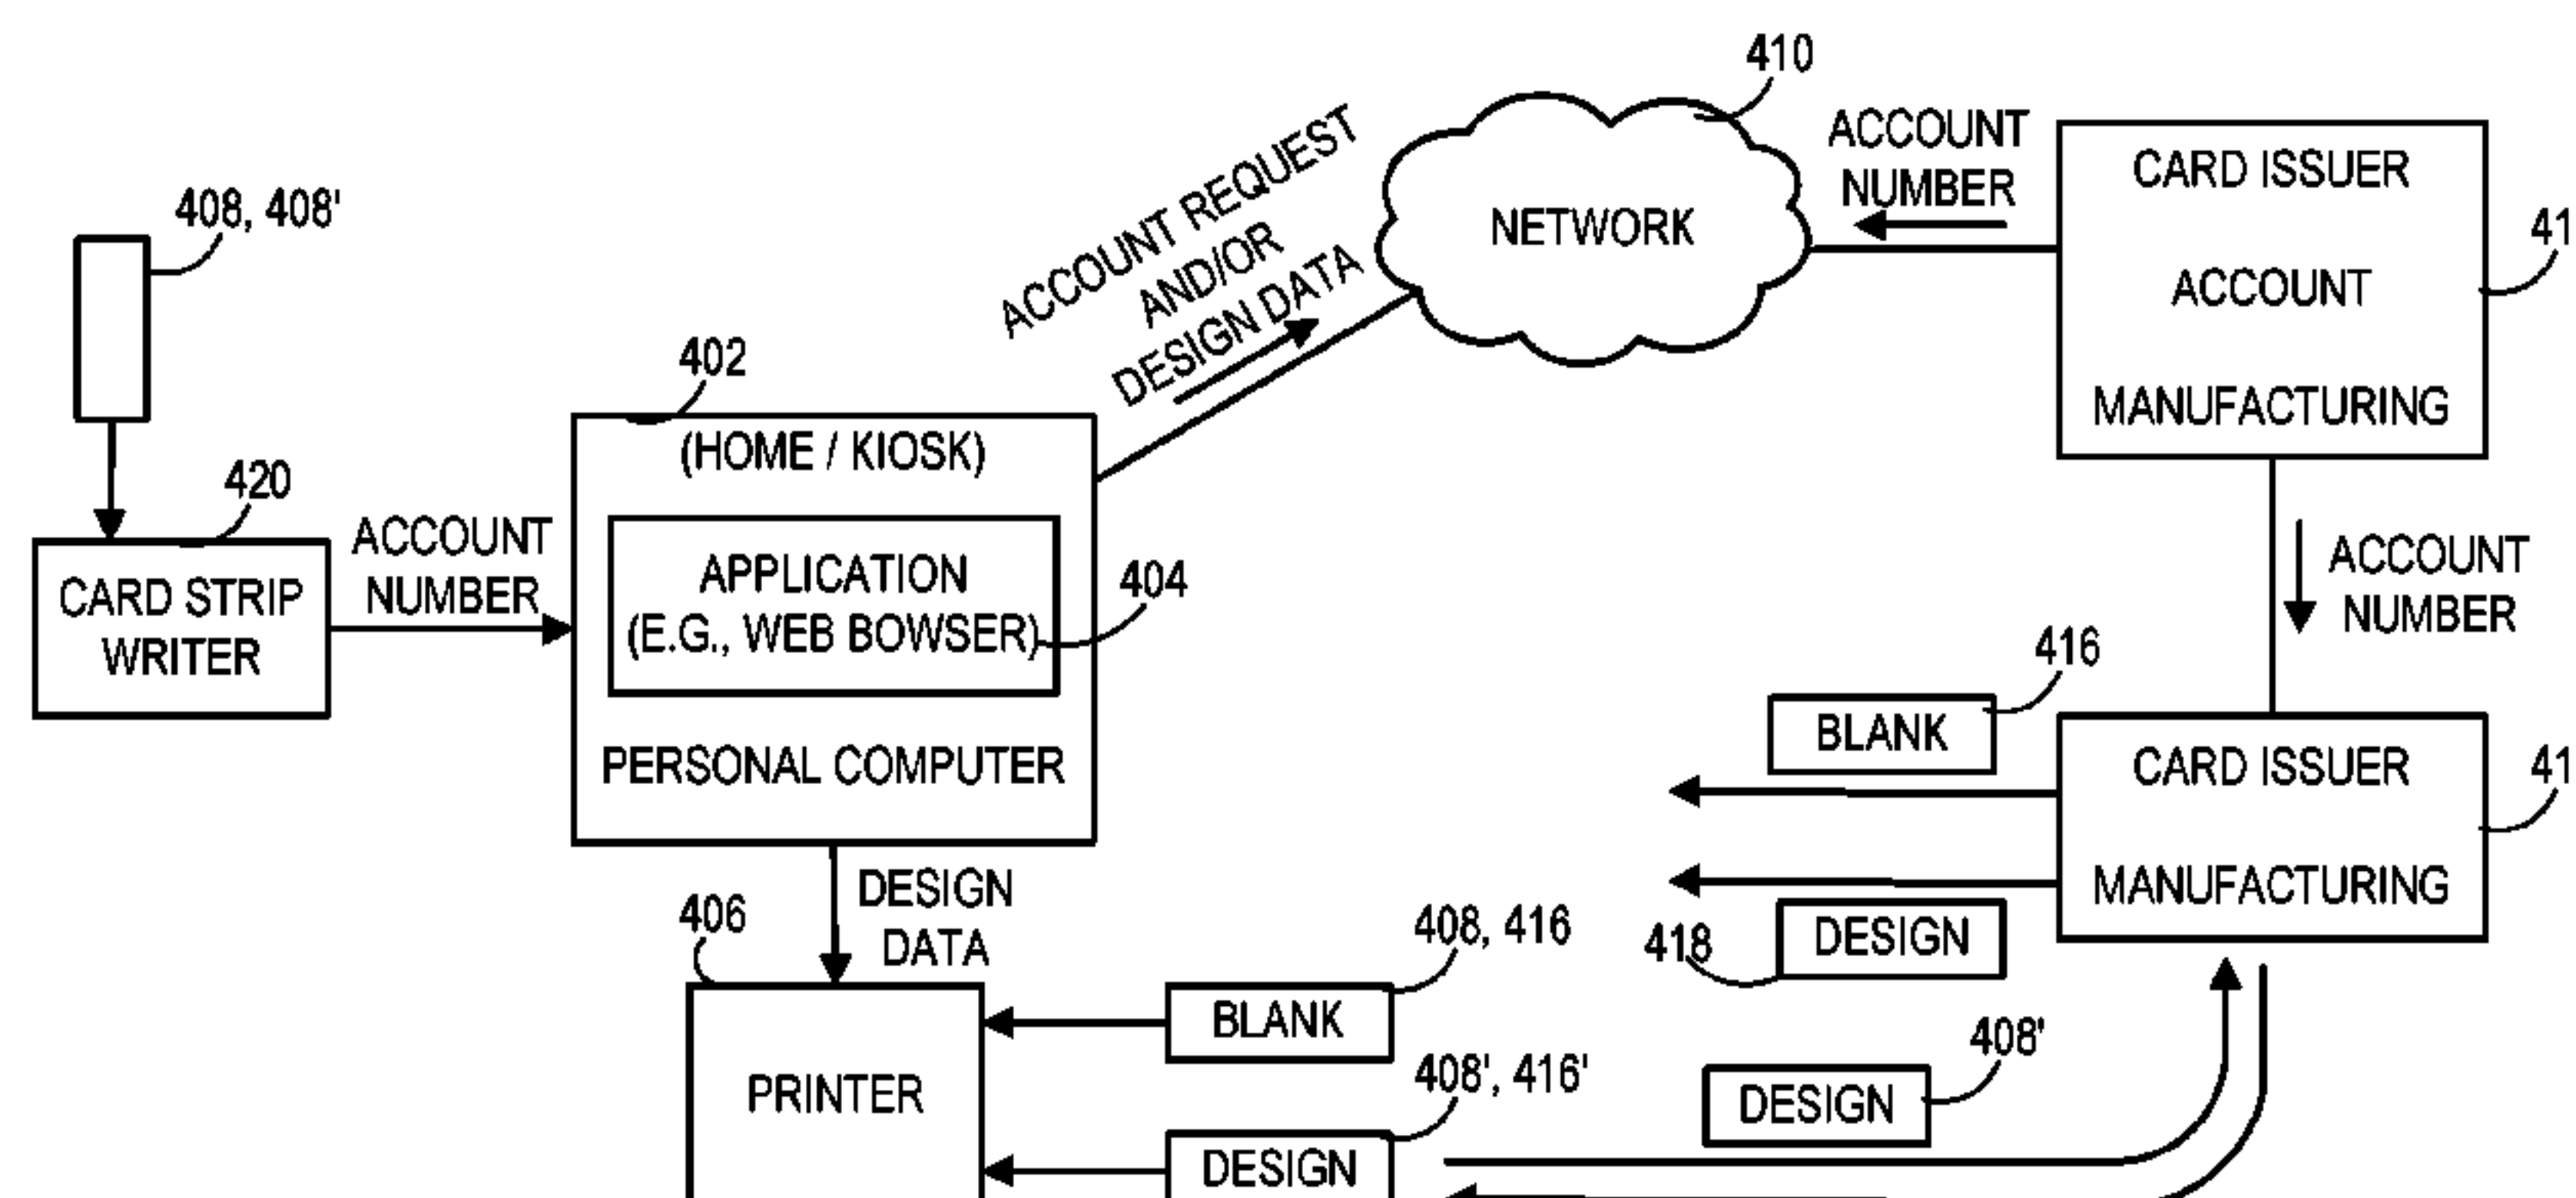 410
ACCOUNT
NUMBER
CARD ISSUER
ACCOUNT
MANUFACTURING
41
NETWORK
ACCOUNT REQUEST
AND/OR
DESIGN DATA
408, 408'
402
(HOME / KIOSK)
APPLICATION
(E.G., WEB BOWSER)
404
PERSONAL COMPUTER
420
CARD STRIP
WRITER
ACCOUNT
NUMBER
ACCOUNT
NUMBER
416
BLANK
CARD ISSUER
MANUFACTURING
41
418
DESIGN
DESIGN
DATA
406
PRINTER
408, 416
BLANK
408', 416'
DESIGN
408'
DESIGN